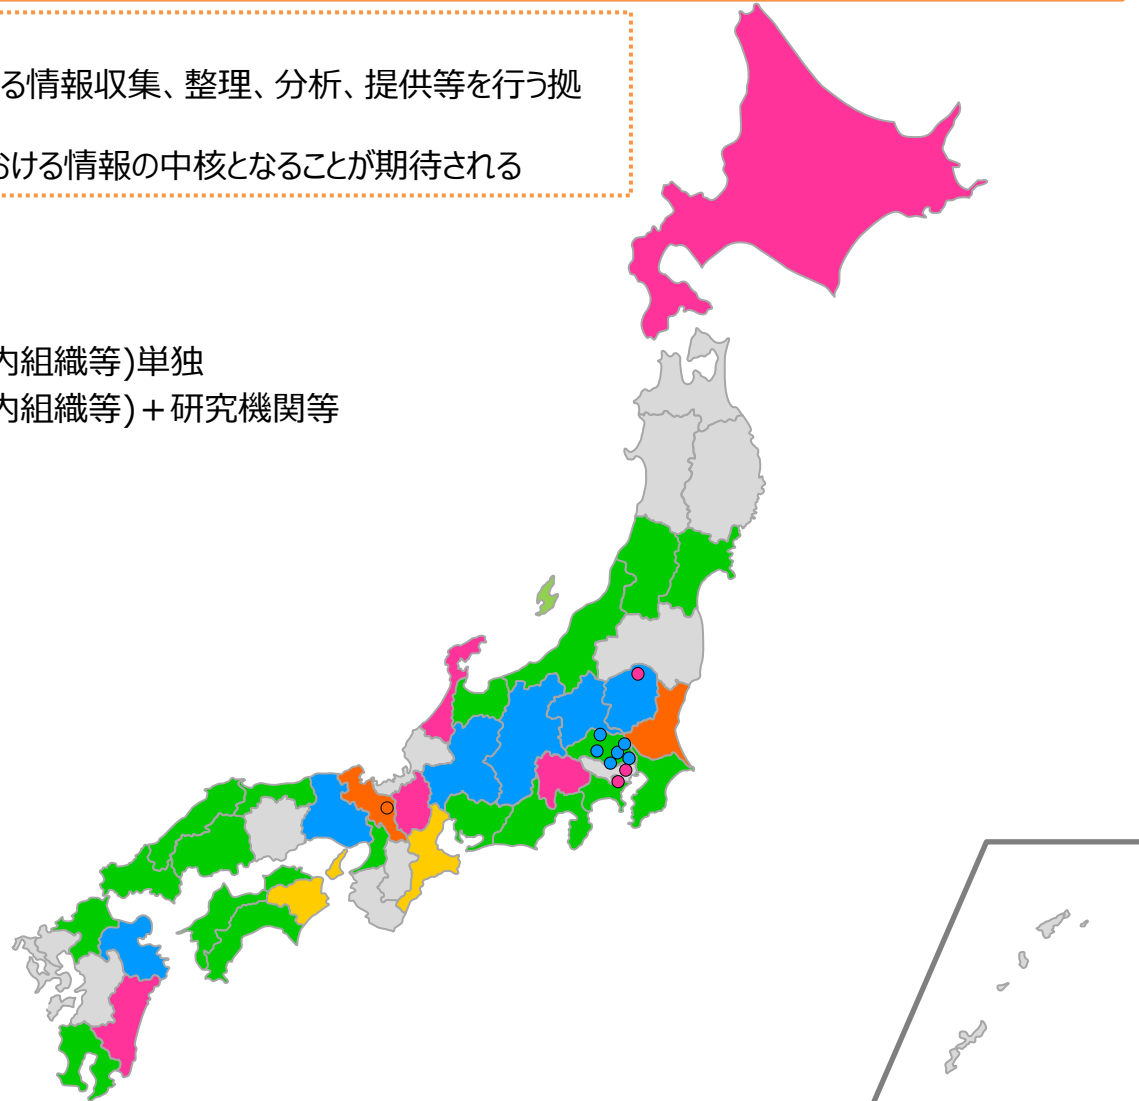 る情報収集、整理、分析、提供等を行う拠
おける情報の中核となることが期待される
内組織等)単独
内組織等)+研究機関等